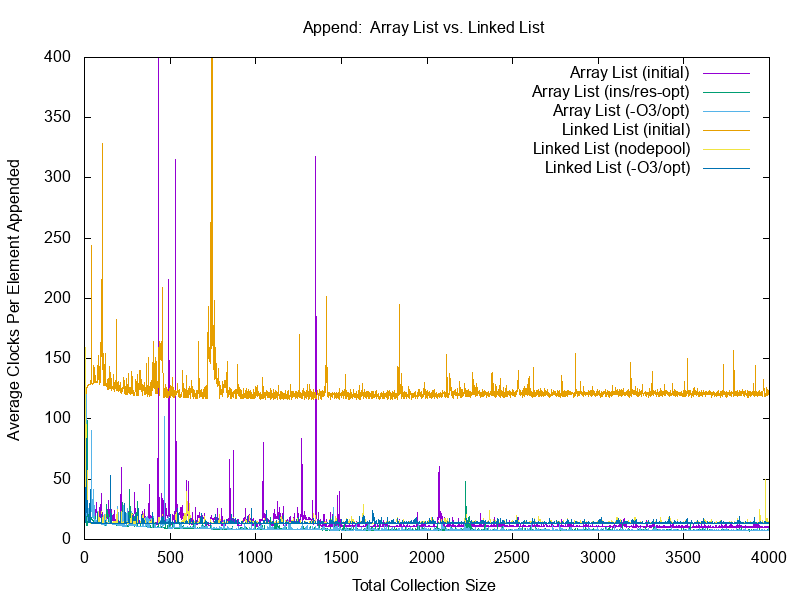 Append:  Array List vs. Linked List
400
350
300
250
200
150
100
50
0
Average Clocks Per Element Appended
Array List (initial)
Array List (ins/res-opt)
Array List (-O3/opt)
Linked List (initial)
Linked List (nodepool)
Linked List (-O3/opt)
0 500 1000 1500 2000 2500 3000 3500 4000
Total Collection Size